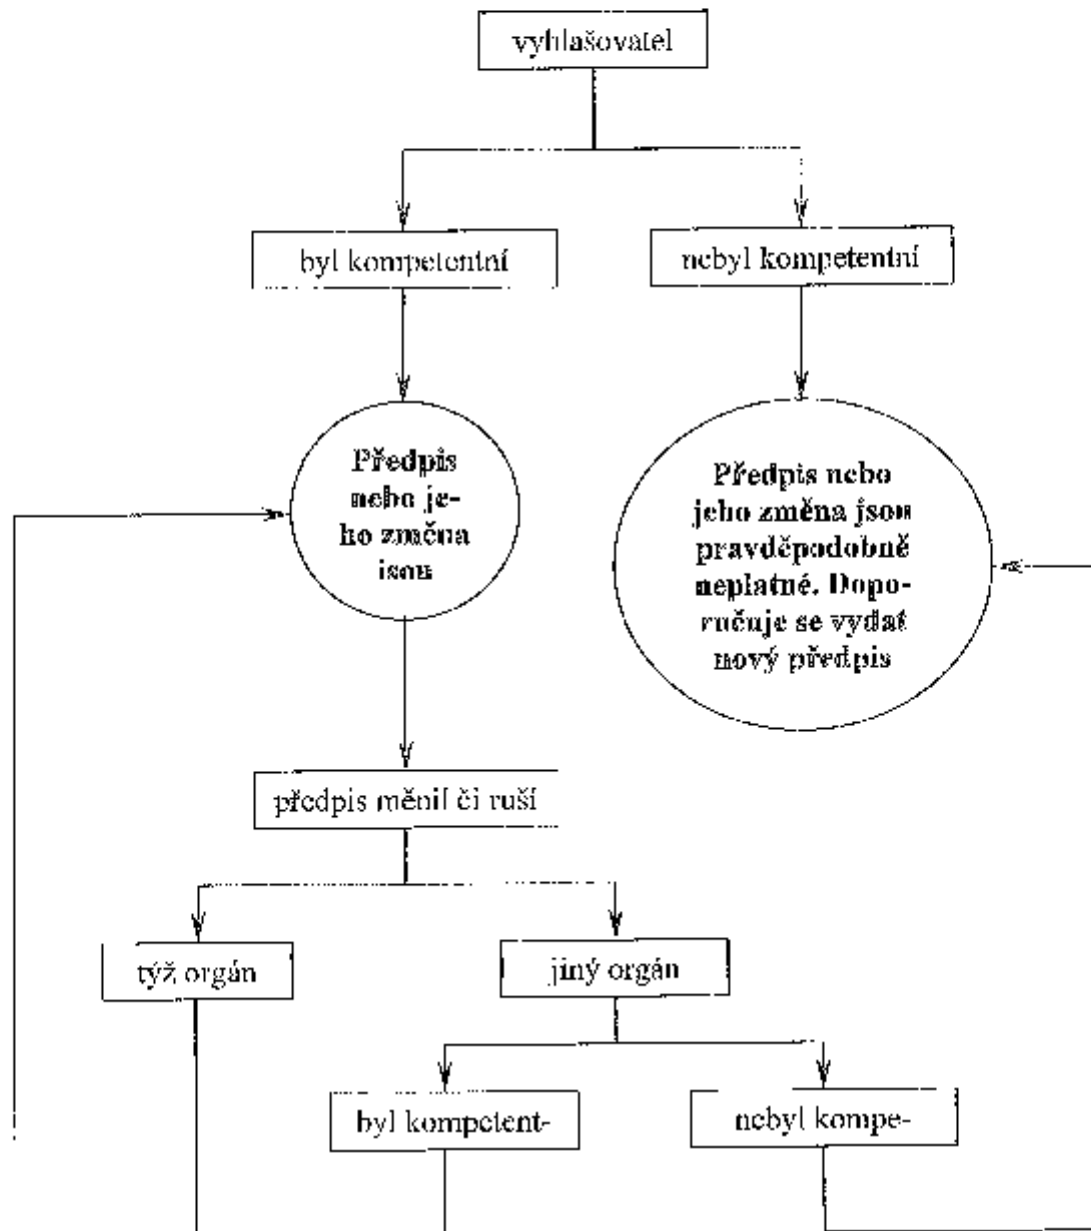 vyhlašovatel
byl kompetentní
nebyl kompetentní
Předpis
nebo je-
ho změna
jsou
Předpis nebo
jeho změna jsou
pravděpodobně
neplatné. Dopo-
ručuje se vydat
nový předpis
předpis mění či ruší
týž orgán
jiný orgán
byl kompetent-
nebyl kompe-